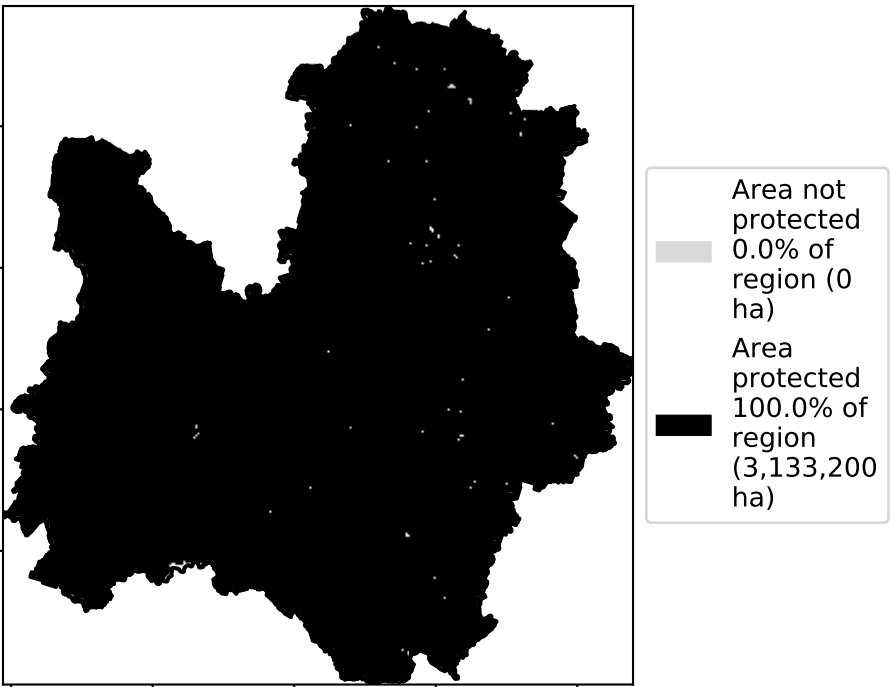 Area not
protected
0.0% of
region (0
ha)
Area
protected
100.0% of
region
(3,133,200
ha)